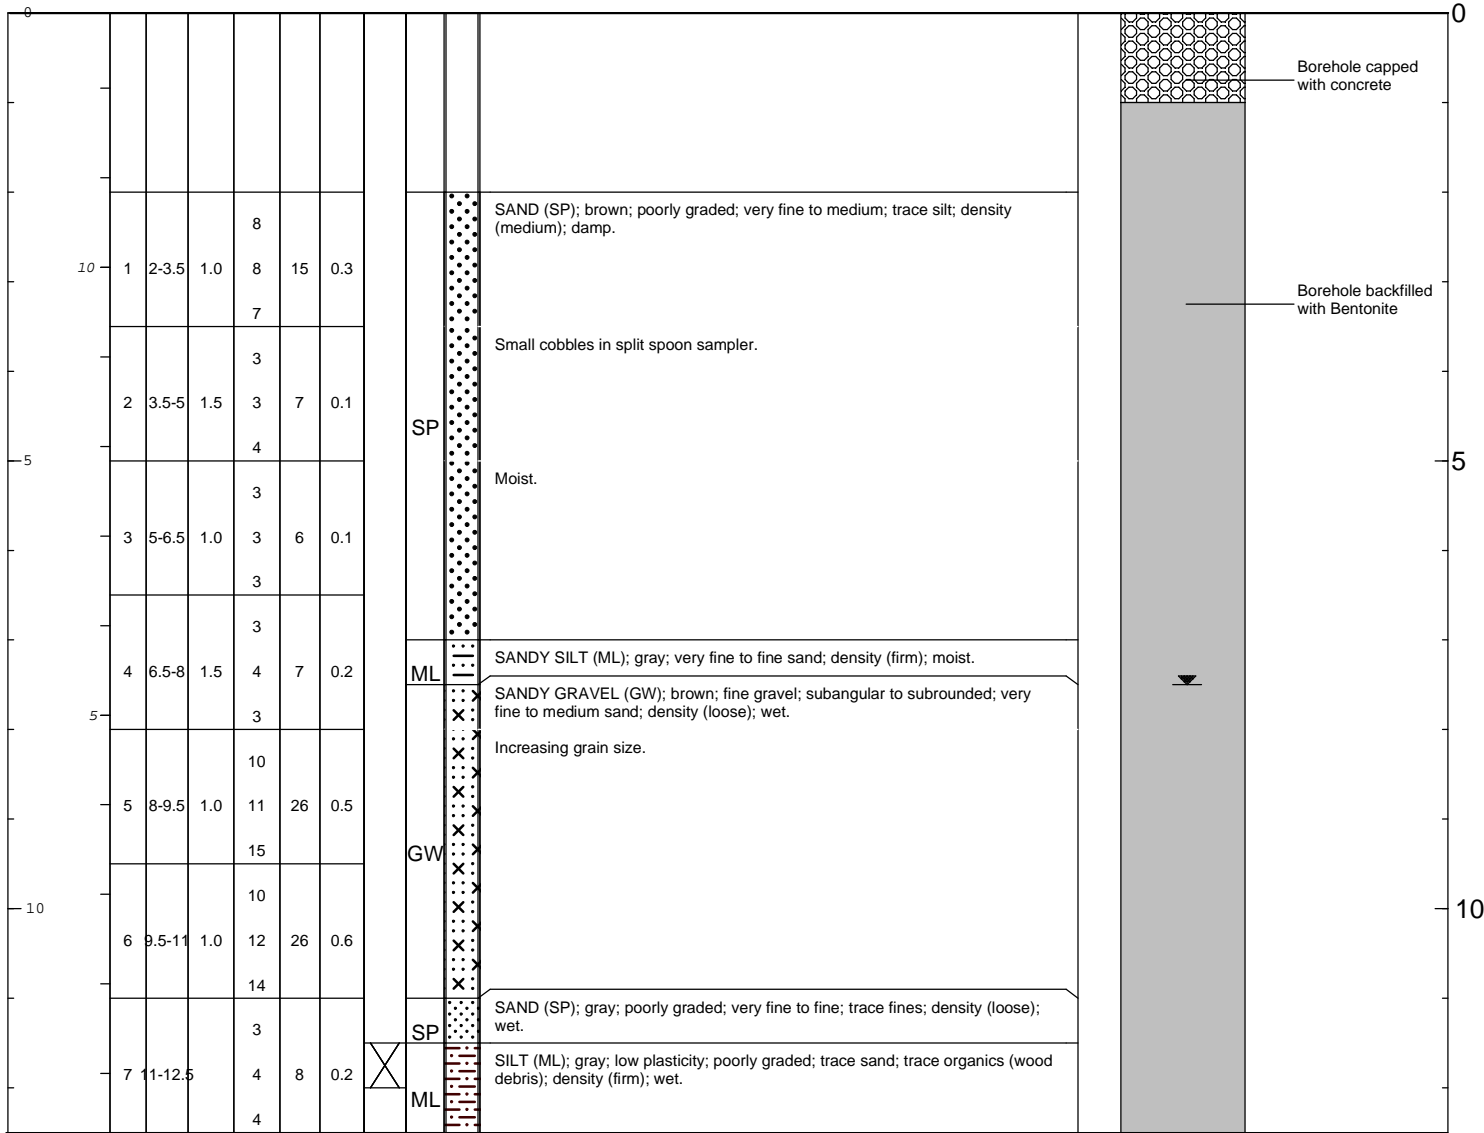 0
0
Borehole capped
with concrete
SAND (SP); brown; poorly graded; very fine to medium; trace silt; density
(medium); damp.
8
10
1 2-3.5 1.0 8 15 0.3
7
Borehole backfilled
with Bentonite
Small cobbles in split spoon sampler.
3
2 3.5-5 1.5 3 7 0.1
SP
4
5
5
Moist.
3
3 5-6.5 1.0 3 6 0.1
3
3
SANDY SILT (ML); gray; very fine to fine sand; density (firm); moist.
4 6.5-8 1.5 4 7 0.2
ML
SANDY GRAVEL (GW); brown; fine gravel; subangular to subrounded; very
fine to medium sand; density (loose); wet.
5
3
Increasing grain size.
10
5 8-9.5 1.0 11 26 0.5
15
GW
10
10
10
6 9.5-11 1.0 12 26 0.6
14
SAND (SP); gray; poorly graded; very fine to fine; trace fines; density (loose);
wet.
3
SP
SILT (ML); gray; low plasticity; poorly graded; trace sand; trace organics (wood
debris); density (firm); wet.
7 11-12.5 4 8 0.2
ML
4